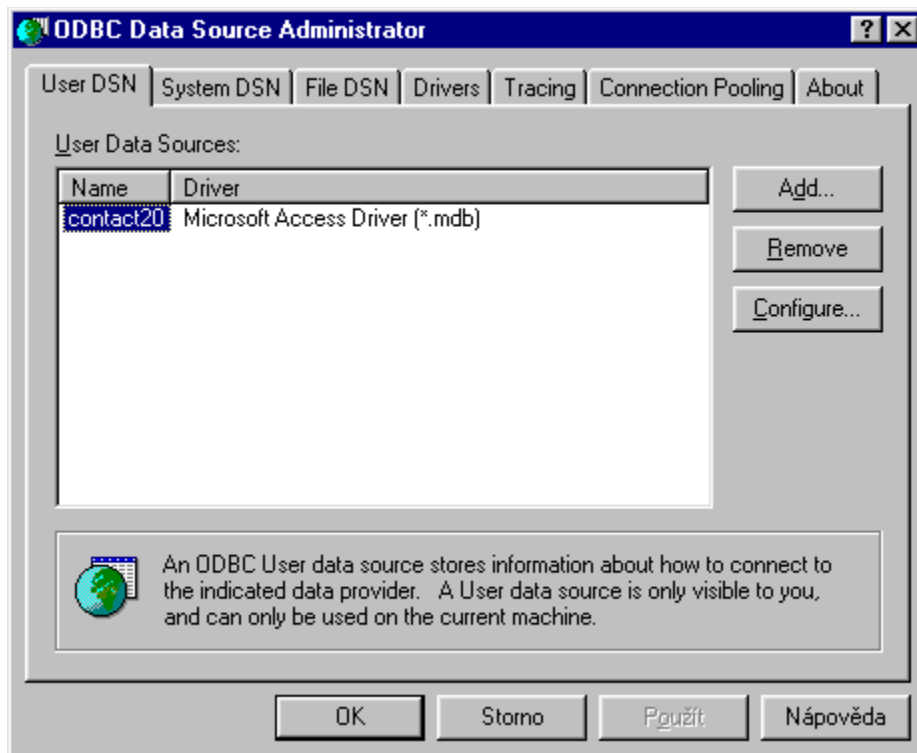 ODBC Data Source Administrator
User DSN System DSN File DSN Drivers Tracing Connection Pooling About
User Data Sources:
Name Driver
contact20 Microsoft Access Driver (*.mdb)
Add...
Remove
Configure...
An ODBC User data source stores information about how to connect to
the indicated data provider. A User data source is only visible to you,
and can only be used on the current machine.
OK Storno Použít Nápověda